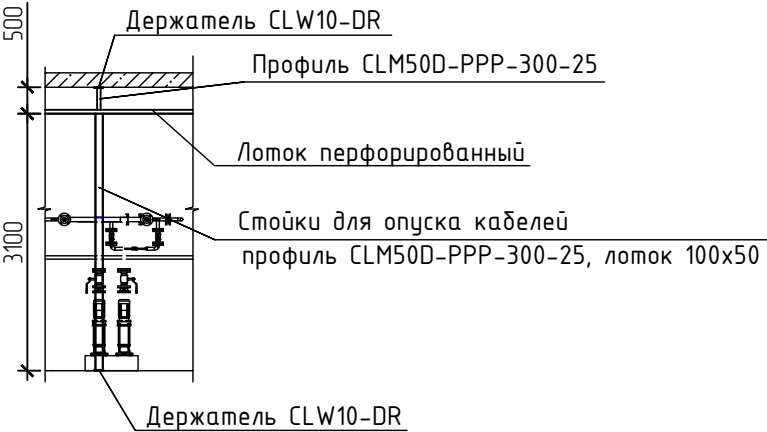 Держатель CLW10-DR
500
Профиль CLM50D-PPP-300-25
Лоток перфорированный
Стойки для опуска кабелей
профиль CLM50D-PPP-300-25, лоток 100х50
3100
Держатель CLW10-DR